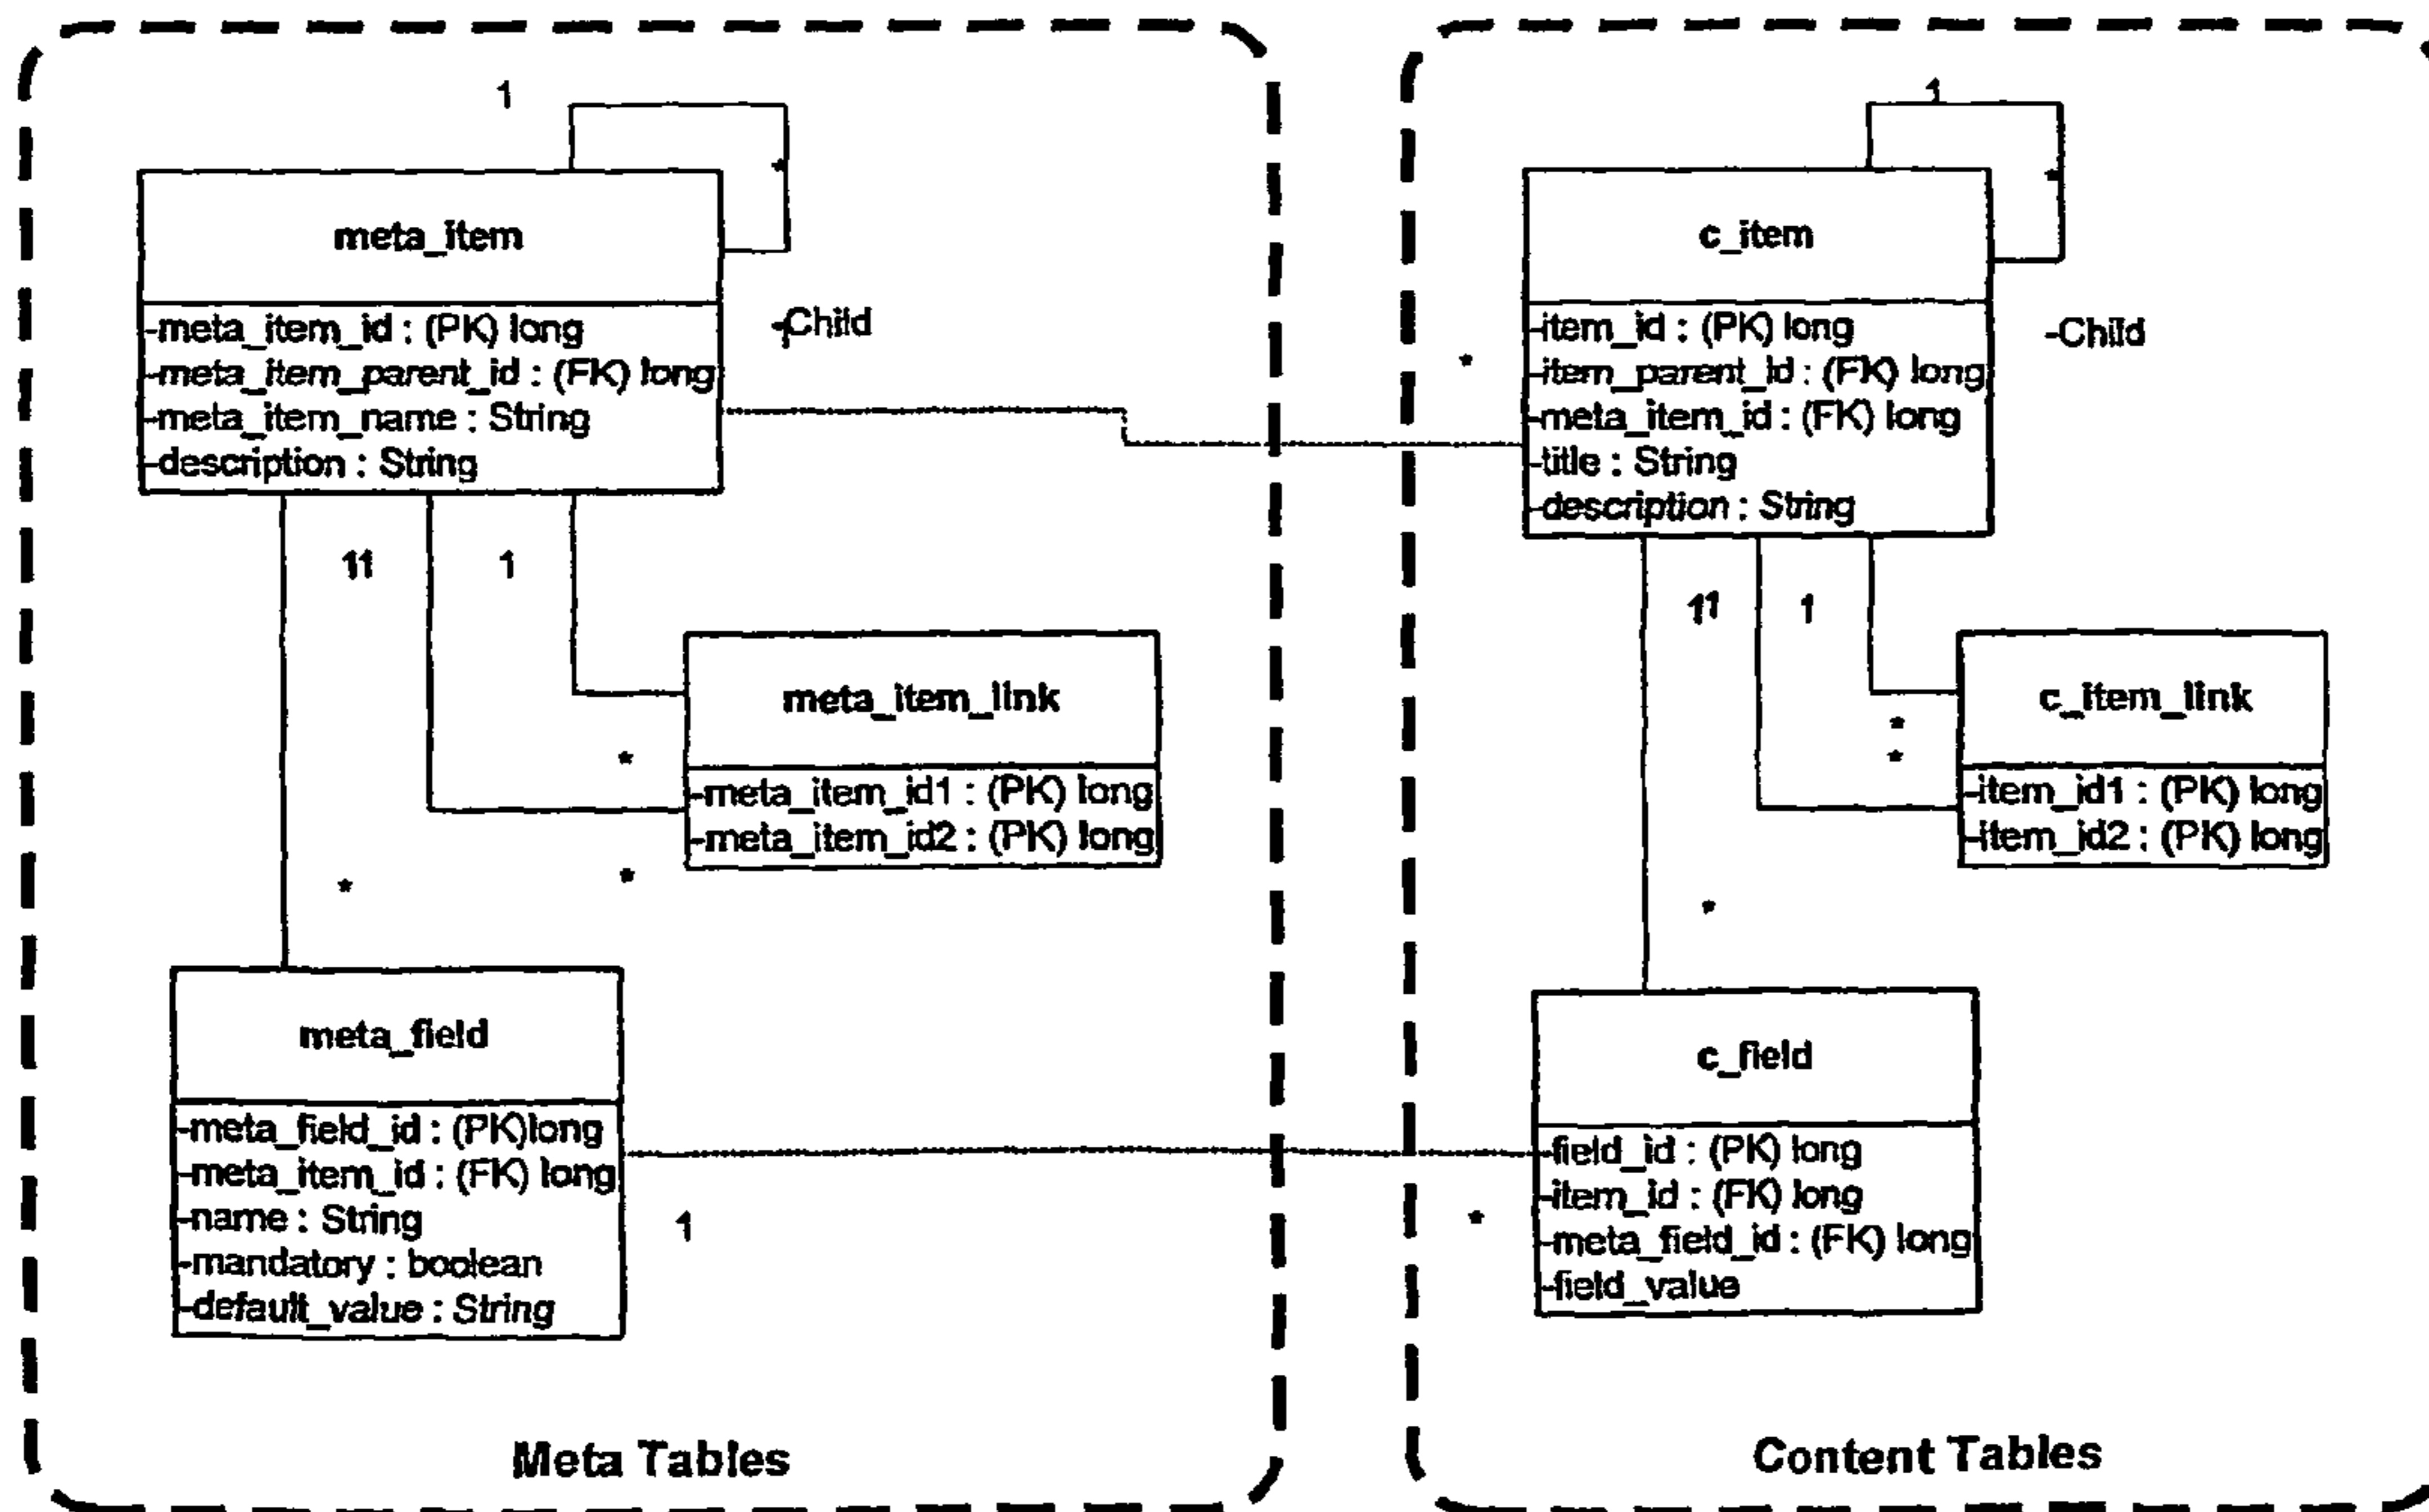 1
meta_item
-meta_item_id : (PK) long
-meta_item_parent_id : (FK) long
-meta_item_name : String
-description : String
-Child
11
1
meta_item_link
-meta_item_id1 : (PK) long
-meta_item_id2 : (PK) long
*
*
*
*
meta_field
-meta_field_id : (PK)long
-meta_item_id : (FK) long
-name : String
-mandatory : boolean
-default_value : String
1
Meta Tables
1
*
c_item
-item_id : (PK) long
-item_parent_id : (FK) long
-meta_item_id : (FK) long
-title : String
-description : String
-Child
*
11
1
c_item_link
-item_id1 : (PK) long
-item_id2 : (PK) long
*
*
*
c_field
-field_id : (PK) long
-item_id : (FK) long
-meta_field_id : (FK) long
-field_value
*
Content Tables